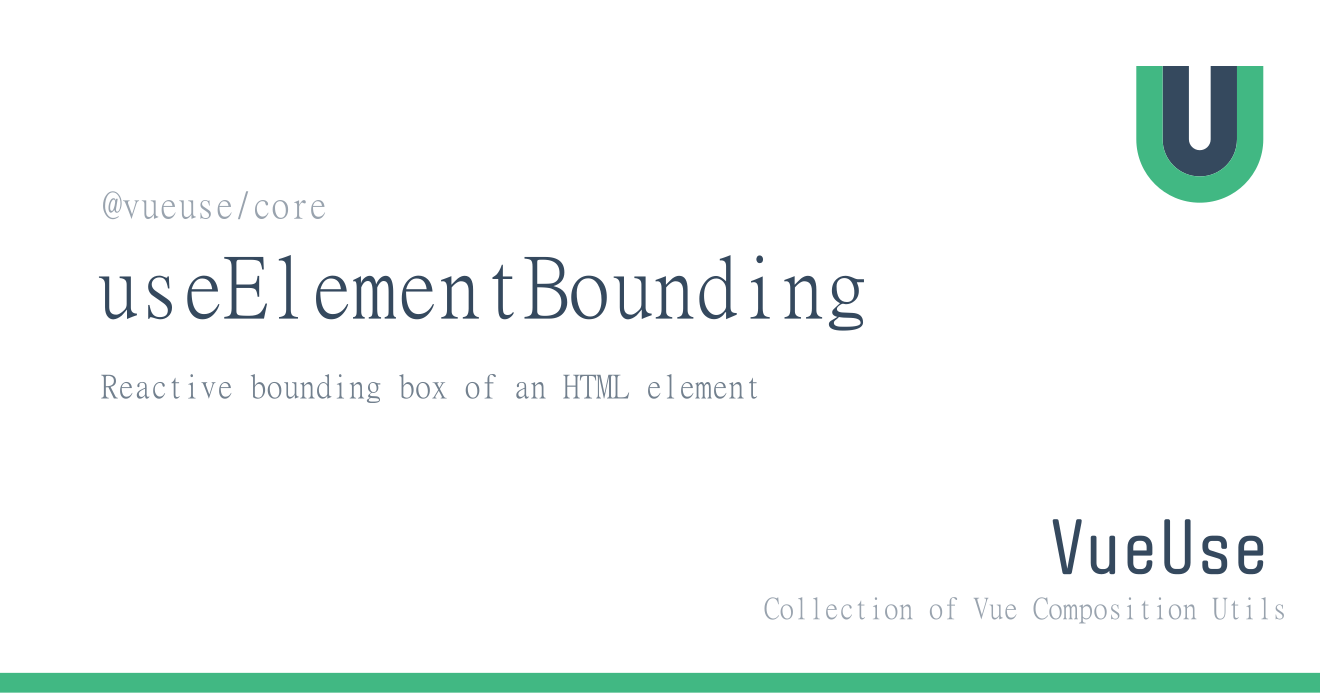 @vueuse/core
useElementBounding
Reactive bounding box of an HTML element
VueUse
Collection of Vue Composition Utils